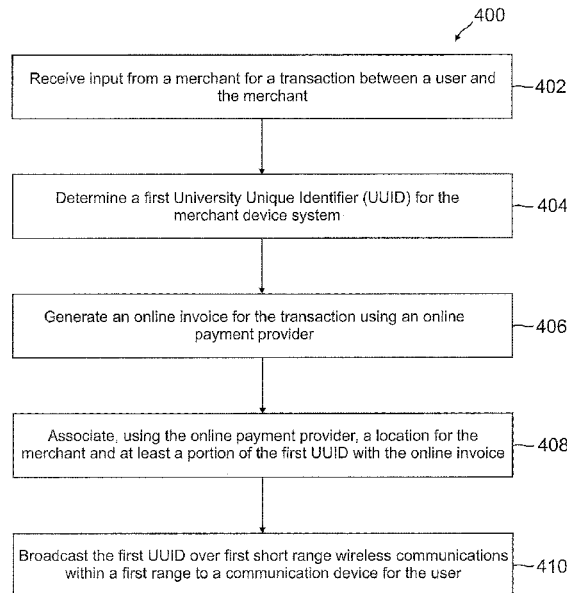 400
Receive input from a merchant for a transaction between a user and
the merchant
402
Determine a first University Unique Identifier (UUID) for the
merchant device system
404
Generate an online invoice for the transaction using an online
payment provider
406
Associate, using the online payment provider, a location for the
merchant and at least a portion of the first UUID with the online invoice
408
Broadcast the first UUID over first short range wireless communications
within a first range to a communication device for the user
410